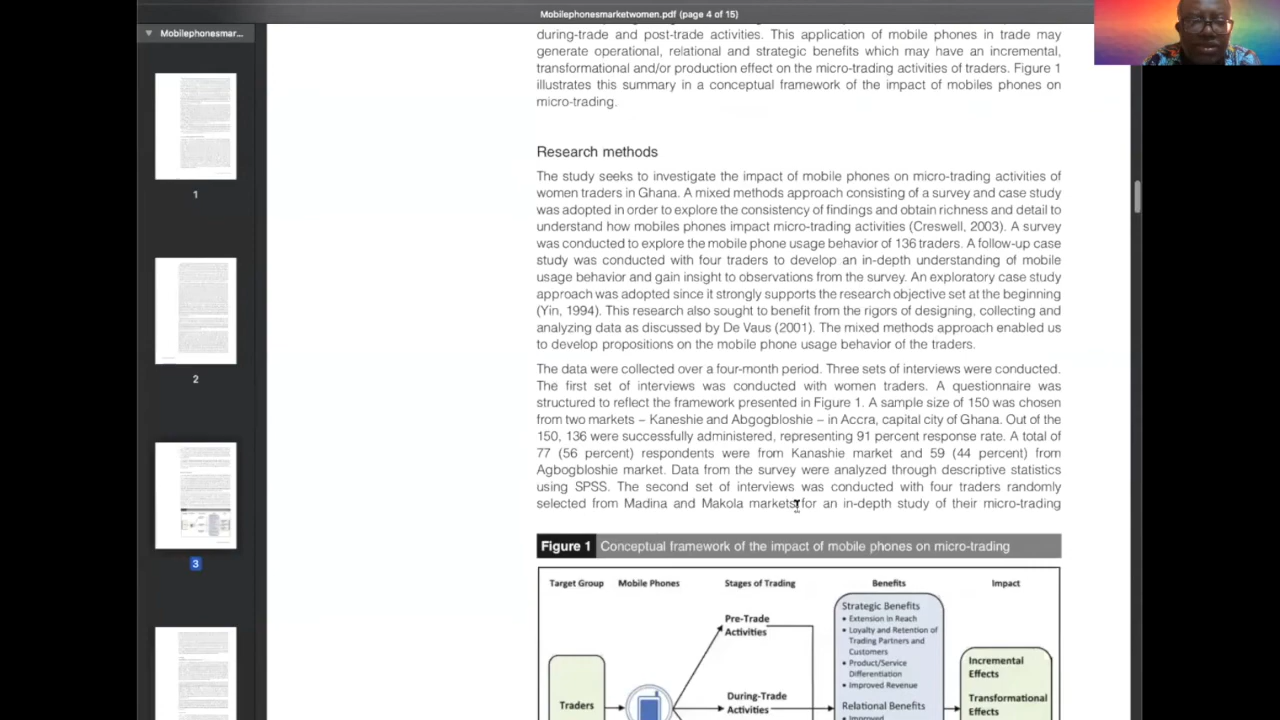 Mobilephonesmarketwomen.pdf (page 4 of 15)
Mobilephonesmar...
1
2
3
during-trade and post-trade activities. This application of mobile phones in trade may
generate operational, relational and strategic benefits which may have an incremental,
transformational and/or production effect on the micro-trading activities of traders. Figure 1
illustrates this summary in a conceptual framework of the impact of mobiles phones on
micro-trading.
Research methods
The study seeks to investigate the impact of mobile phones on micro-trading activities of
women traders in Ghana. A mixed methods approach consisting of a survey and case study
was adopted in order to explore the consistency of findings and obtain richness and detail to
understand how mobiles phones impact micro-trading activities (Creswell, 2003). A survey
was conducted to explore the mobile phone usage behavior of 136 traders. A follow-up case
study was conducted with four traders to develop an in-depth understanding of mobile
usage behavior and gain insight to observations from the survey. An exploratory case study
approach was adopted since it strongly supports the research objective set at the beginning
(Yin, 1994). This research also sought to benefit from the rigors of designing, collecting and
analyzing data as discussed by De Vaus (2001). The mixed methods approach enabled us
to develop propositions on the mobile phone usage behavior of the traders.
The data were collected over a four-month period. Three sets of interviews were conducted.
The first set of interviews was conducted with women traders. A questionnaire was
structured to reflect the framework presented in Figure 1. A sample size of 150 was chosen
from two markets – Kaneshie and Abgogbloshie – in Accra, capital city of Ghana. Out of the
150, 136 were successfully administered, representing 91 percent response rate. A total of
77 (56 percent) respondents were from Kanashie market and 59 (44 percent) from
Agbogbloshie market. Data from the survey were analyzed through descriptive statistics
using SPSS. The second set of interviews was conducted with four traders randomly
selected from Madina and Makola markets for an in-depth study of their micro-trading
Figure 1 Conceptual framework of the impact of mobile phones on micro-trading
Target Group Mobile Phones Stages of Trading Benefits Impact
Pre-Trade
Activities
During-Trade
Activities
Traders
Strategic Benefits
• Extension in Reach
• Loyalty and Retention of
Trading Partners and
Customers
• Product/Service
Differentiation
• Improved Revenue
Relational Benefits
• Improved
Incremental
Effects
Transformational
Effects